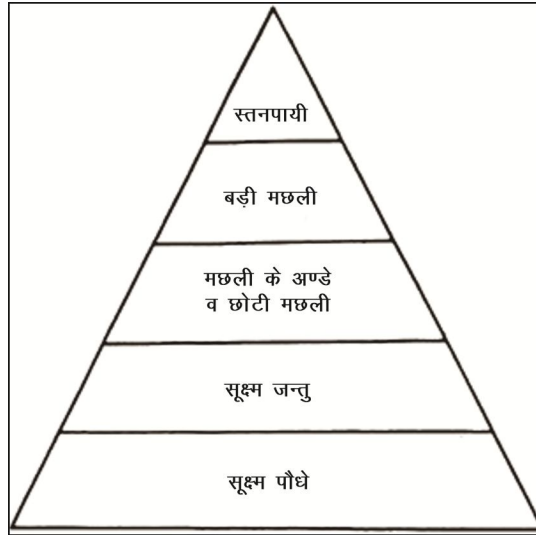 स्तनपायी
बड़ी मछली
मछली के अण्डे
व छोटी मछली
सूक्ष्म जन्तु
सूक्ष्म पौधे